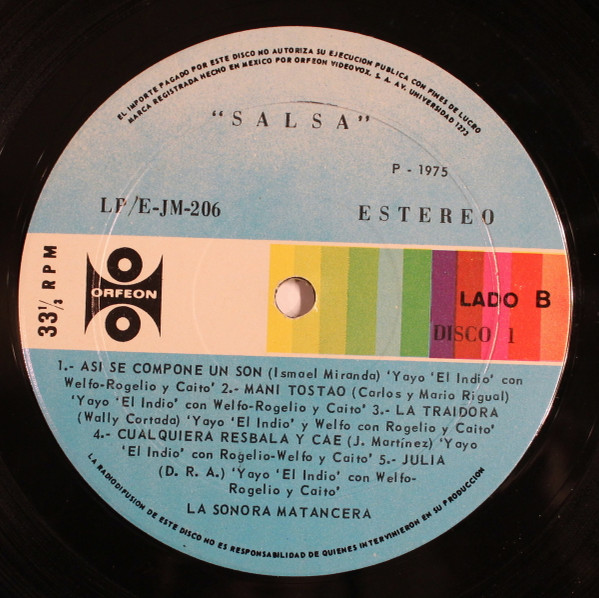 EL IMPORTE PAGADO POR ESTE DISCO NO AUTORIZA SU EJECUCION PUBLICA CON FINES DE LUCRO
MARCA REGISTRADA HECHO EN MEXICO POR ORFEON VIDEOVOX, S. A. AV. UNIVERSIDAD 1273
"SALSA"
P - 1975
LP/E-JM-206
ESTEREO
33⅓ RPM
ORFEON
LADO B
DISCO 1
1.- ASI SE COMPONE UN SON (Ismael Miranda) 'Yayo 'El Indio' con
Welfo-Rogelio y Caito' 2.- MANI TOSTAO (Carlos y Mario Rigual)
'Yayo 'El Indio' con Welfo-Rogelio y Caito' 3.- LA TRAIDORA
(Wally Cortada) 'Yayo 'El Indio' y Welfo con Rogelio y Caito'
4.- CUALQUIERA RESBALA Y CAE (J. Martínez) 'Yayo
'El Indio' con Rogelio-Welfo y Caito' 5.- JULIA
(D. R. A.) 'Yayo 'El Indio' con Welfo-
Rogelio y Caito'
LA SONORA MATANCERA
LA RADIODIFUSION DE ESTE DISCO NO ES RESPONSABILIDAD DE QUIENES INTERVINIERON EN SU PRODUCCION